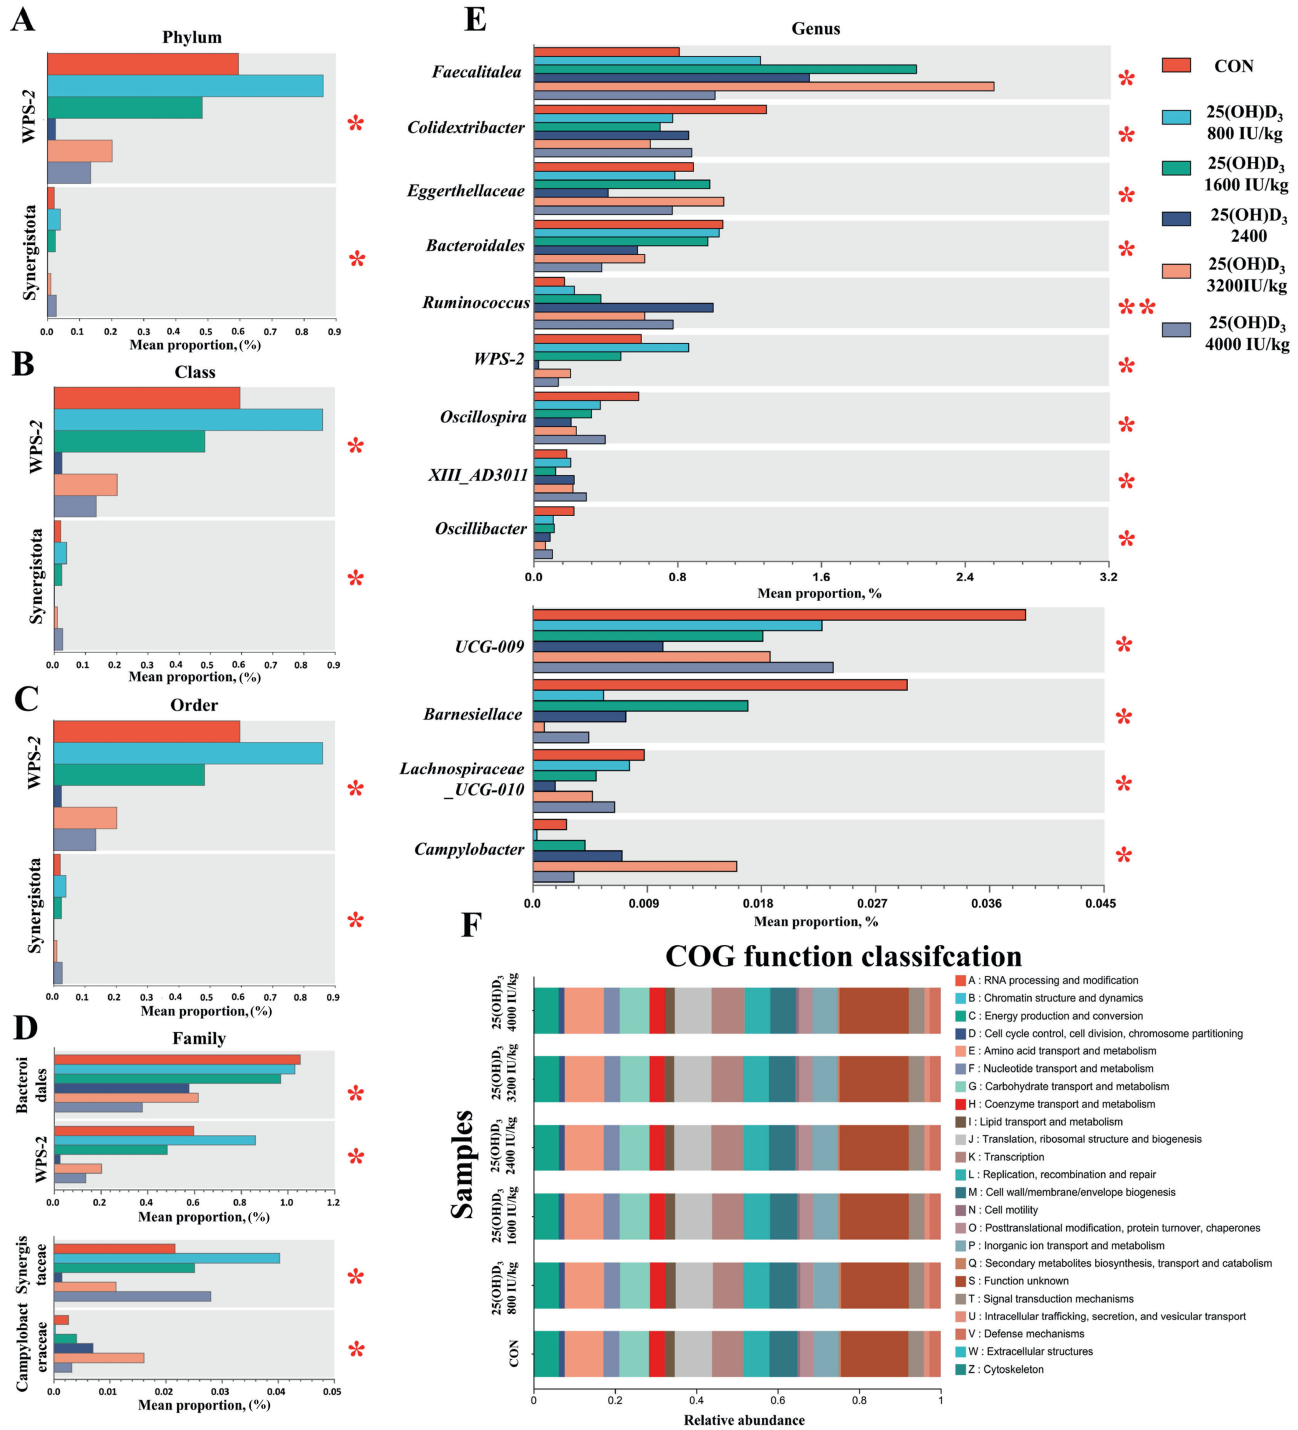 A
Phylum
WPS-2
*
Synergistota
*
0.0 0.1 0.2 0.3 0.4 0.5 0.6 0.7 0.8 0.9
Mean proportion, (%)
B
Class
WPS-2
*
Synergistota
*
0.0 0.1 0.2 0.3 0.4 0.5 0.6 0.7 0.8 0.9
Mean proportion, (%)
C
Order
WPS-2
*
Synergistota
*
0.0 0.1 0.2 0.3 0.4 0.5 0.6 0.7 0.8 0.9
Mean proportion, (%)
D
Family
Bacteroi
dales
*
WPS-2
*
0.0 0.2 0.4 0.6 0.8 1.0 1.2
Mean proportion, (%)
Synergis
taceae
*
Campylobact
eraceae
*
0.0 0.01 0.02 0.03 0.04 0.05
Mean proportion, (%)
E
Genus
Faecalitalea
*
Colidextribacter
*
Eggerthellaceae
*
Bacteroidales
*
Ruminococcus
**
WPS-2
*
Oscillospira
*
XIII_AD3011
*
Oscillibacter
*
0.0 0.8 1.6 2.4 3.2
Mean proportion, %
UCG-009
*
Barnesiellace
*
Lachnospiraceae
_UCG-010
*
Campylobacter
*
0.0 0.009 0.018 0.027 0.036 0.045
Mean proportion, %
CON
25(OH)D₃
800 IU/kg
25(OH)D₃
1600 IU/kg
25(OH)D₃
2400
25(OH)D₃
3200IU/kg
25(OH)D₃
4000 IU/kg
F
COG function classifcation
Samples
25(OH)D₃
4000 IU/kg
25(OH)D₃
3200 IU/kg
25(OH)D₃
2400 IU/kg
25(OH)D₃
1600 IU/kg
25(OH)D₃
800 IU/kg
CON
0 0.2 0.4 0.6 0.8 1
Relative abundance
A : RNA processing and modification
B : Chromatin structure and dynamics
C : Energy production and conversion
D : Cell cycle control, cell division, chromosome partitioning
E : Amino acid transport and metabolism
F : Nucleotide transport and metabolism
G : Carbohydrate transport and metabolism
H : Coenzyme transport and metabolism
I : Lipid transport and metabolism
J : Translation, ribosomal structure and biogenesis
K : Transcription
L : Replication, recombination and repair
M : Cell wall/membrane/envelope biogenesis
N : Cell motility
O : Posttranslational modification, protein turnover, chaperones
P : Inorganic ion transport and metabolism
Q : Secondary metabolites biosynthesis, transport and catabolism
S : Function unknown
T : Signal transduction mechanisms
U : Intracellular trafficking, secretion, and vesicular transport
V : Defense mechanisms
W : Extracellular structures
Z : Cytoskeleton